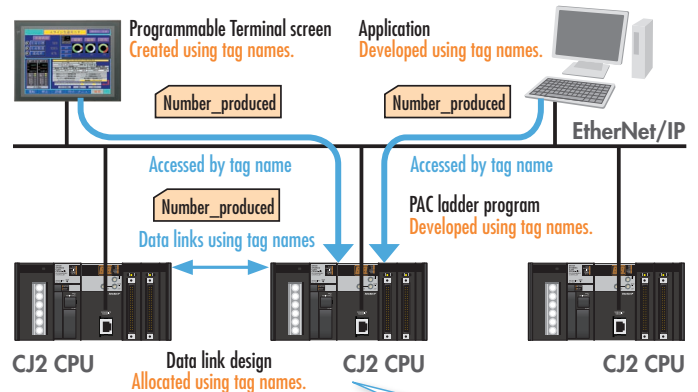 Programmable Terminal screen
Created using tag names.
Application
Developed using tag names.
Number_produced
Number_produced
EtherNet/IP
Accessed by tag name
Accessed by tag name
Number_produced
Data links using tag names
PAC ladder program
Developed using tag names.
CJ2 CPU
Data link design
Allocated using tag names.
CJ2 CPU
CJ2 CPU